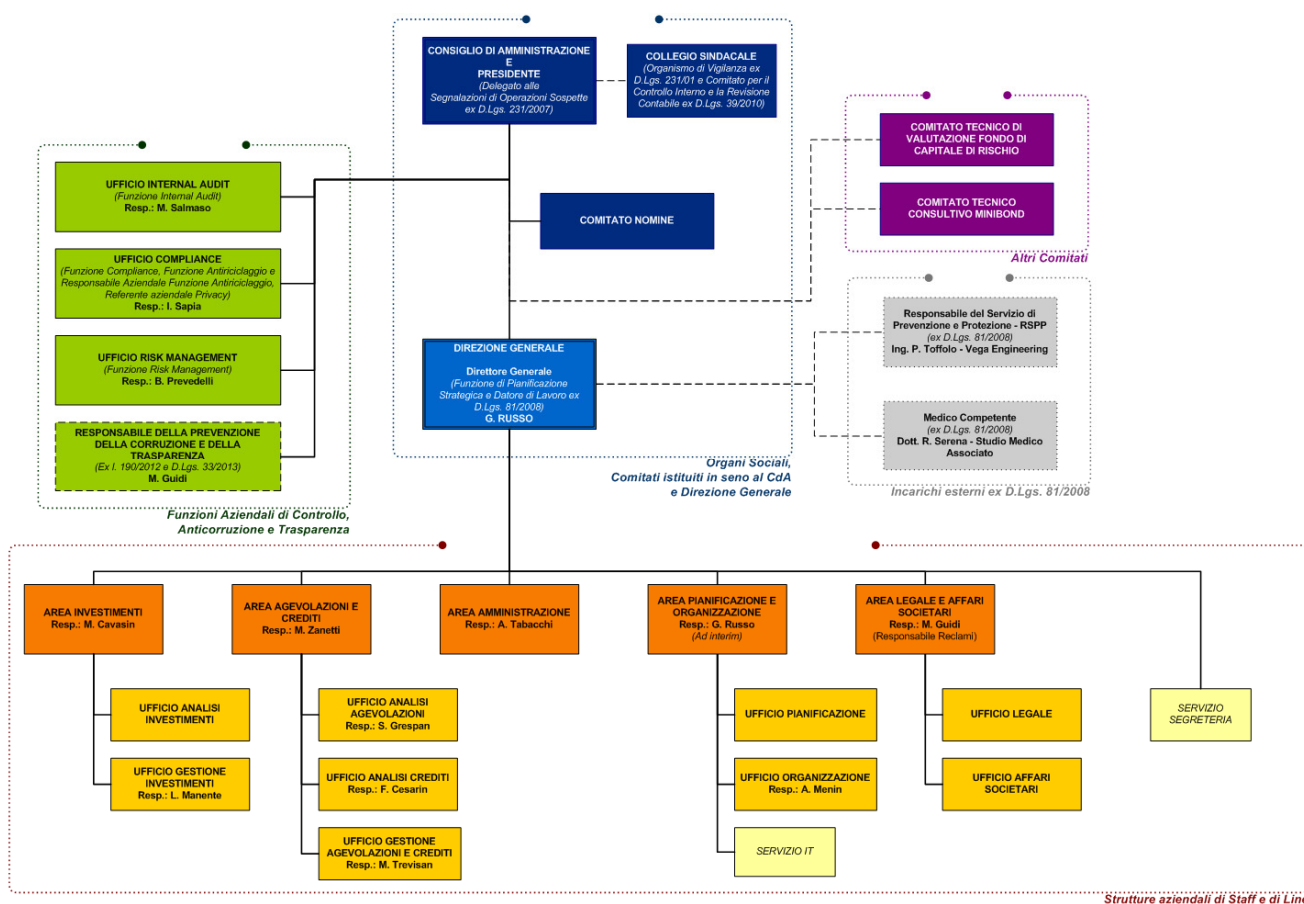 CONSIGLIO DI AMMINISTRAZIONE
E
PRESIDENTE
(Delegato alle
Segnalazioni di Operazioni Sospette
ex D.Lgs. 231/2007)
COLLEGIO SINDACALE
(Organismo di Vigilanza ex
D.Lgs. 231/01 e Comitato per il
Controllo Interno e la Revisione
Contabile ex D.Lgs. 39/2010)
COMITATO TECNICO DI
VALUTAZIONE FONDO DI
CAPITALE DI RISCHIO
COMITATO TECNICO
CONSULTIVO MINIBOND
Altri Comitati
UFFICIO INTERNAL AUDIT
(Funzione Internal Audit)
Resp.: M. Salmaso
COMITATO NOMINE
UFFICIO COMPLIANCE
(Funzione Compliance, Funzione Antiriciclaggio e
Responsabile Aziendale Funzione Antiriciclaggio,
Referente aziendale Privacy)
Resp.: I. Sapia
UFFICIO RISK MANAGEMENT
(Funzione Risk Management)
Resp.: B. Prevedelli
RESPONSABILE DELLA PREVENZIONE
DELLA CORRUZIONE E DELLA
TRASPARENZA
(Ex l. 190/2012 e D.Lgs. 33/2013)
M. Guidi
Funzioni Aziendali di Controllo,
Anticorruzione e Trasparenza
DIREZIONE GENERALE
Direttore Generale
(Funzione di Pianificazione
Strategica e Datore di Lavoro ex
D.Lgs. 81/2008)
G. RUSSO
Organi Sociali,
Comitati istituiti in seno al CdA
e Direzione Generale
Responsabile del Servizio di
Prevenzione e Protezione - RSPP
(ex D.Lgs. 81/2008)
Ing. P. Toffolo - Vega Engineering
Medico Competente
(ex D.Lgs. 81/2008)
Dott. R. Serena - Studio Medico
Associato
Incarichi esterni ex D.Lgs. 81/2008
AREA INVESTIMENTI
Resp.: M. Cavasin
AREA AGEVOLAZIONI E
CREDITI
Resp.: M. Zanetti
AREA AMMINISTRAZIONE
Resp.: A. Tabacchi
AREA PIANIFICAZIONE E
ORGANIZZAZIONE
Resp.: G. Russo
(Ad interim)
AREA LEGALE E AFFARI
SOCIETARI
Resp.: M. Guidi
(Responsabile Reclami)
UFFICIO ANALISI
INVESTIMENTI
UFFICIO GESTIONE
INVESTIMENTI
Resp.: L. Manente
UFFICIO ANALISI
AGEVOLAZIONI
Resp.: S. Grespan
UFFICIO ANALISI CREDITI
Resp.: F. Cesarin
UFFICIO GESTIONE
AGEVOLAZIONI E CREDITI
Resp.: M. Trevisan
UFFICIO PIANIFICAZIONE
UFFICIO ORGANIZZAZIONE
Resp.: A. Menin
SERVIZIO IT
UFFICIO LEGALE
UFFICIO AFFARI
SOCIETARI
SERVIZIO
SEGRETERIA
Strutture aziendali di Staff e di